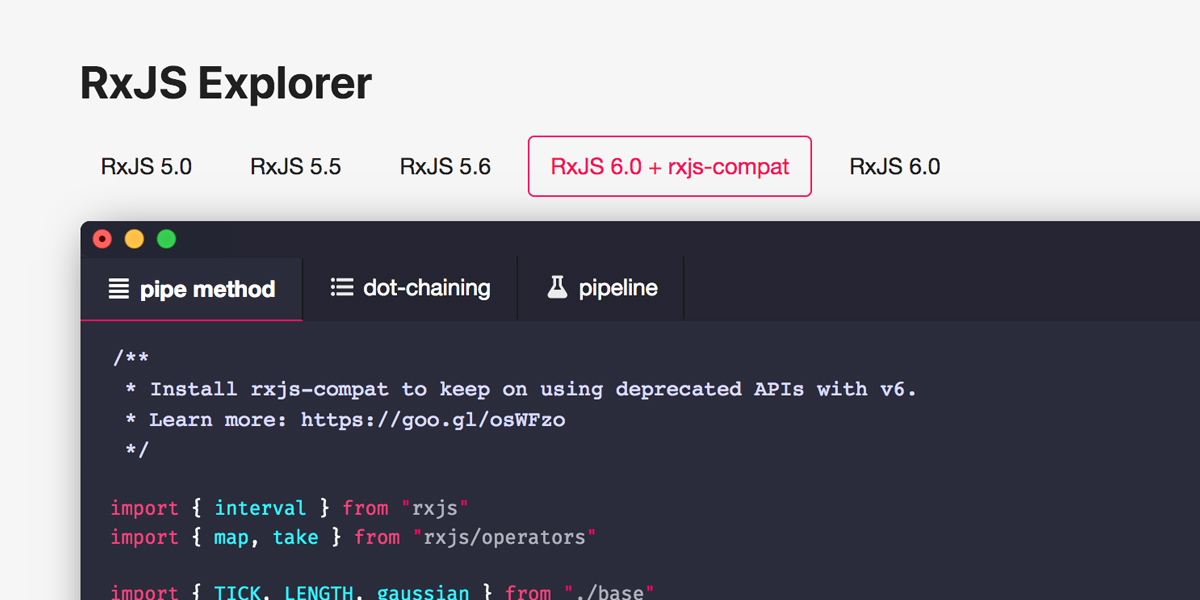 RxJS Explorer
RxJS 5.0 RxJS 5.5 RxJS 5.6 RxJS 6.0 + rxjs-compat RxJS 6.0
pipe method dot-chaining pipeline
/**
* Install rxjs-compat to keep on using deprecated APIs with v6.
* Learn more: https://goo.gl/osWFzo
*/
import { interval } from "rxjs"
import { map, take } from "rxjs/operators"
import { TICK, LENGTH, gaussian } from "./base"